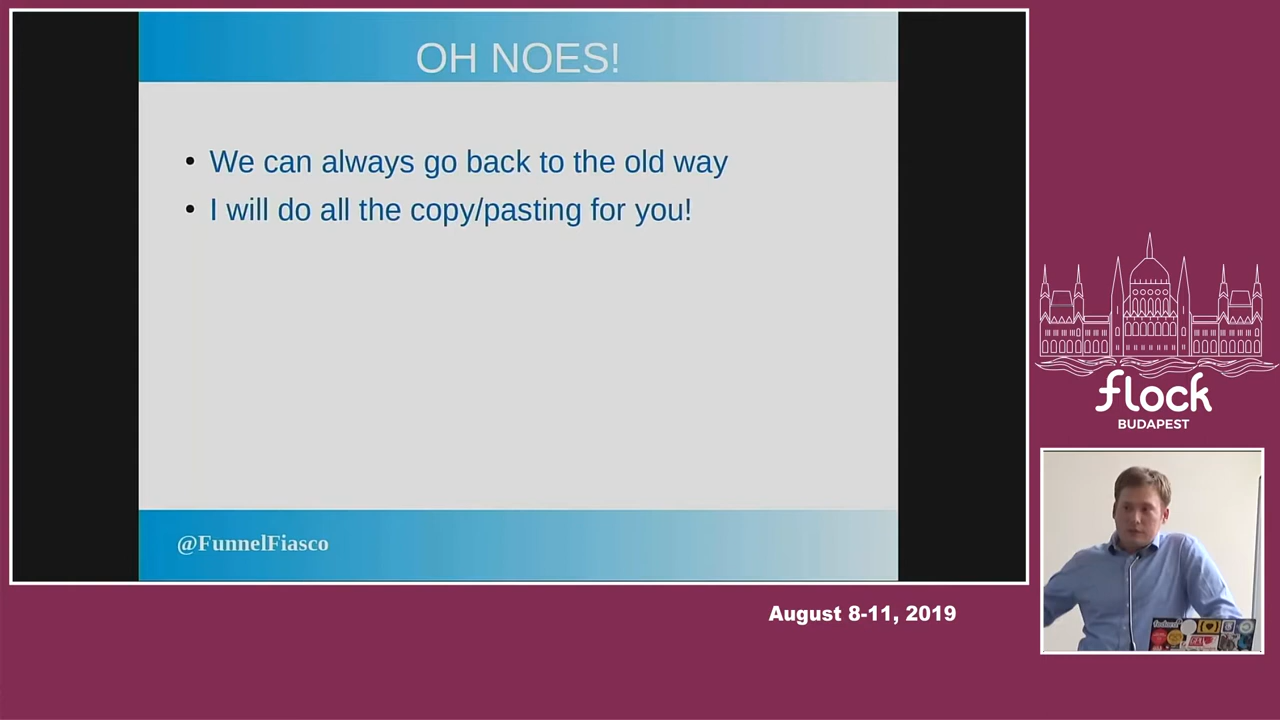 OH NOES!
• We can always go back to the old way
• I will do all the copy/pasting for you!
@FunnelFiasco
flock
BUDAPEST
August 8-11, 2019